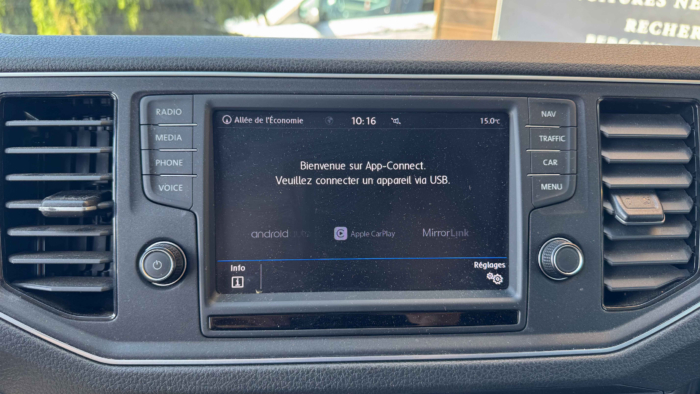 RECHER
RADIO
MEDIA
PHONE
VOICE
Allée de l'Économie 10:16 15.0°C
Bienvenue sur App-Connect.
Veuillez connecter un appareil via USB.
android
Apple CarPlay
MirrorLink
Info
Réglages
NAV
TRAFFIC
CAR
MENU